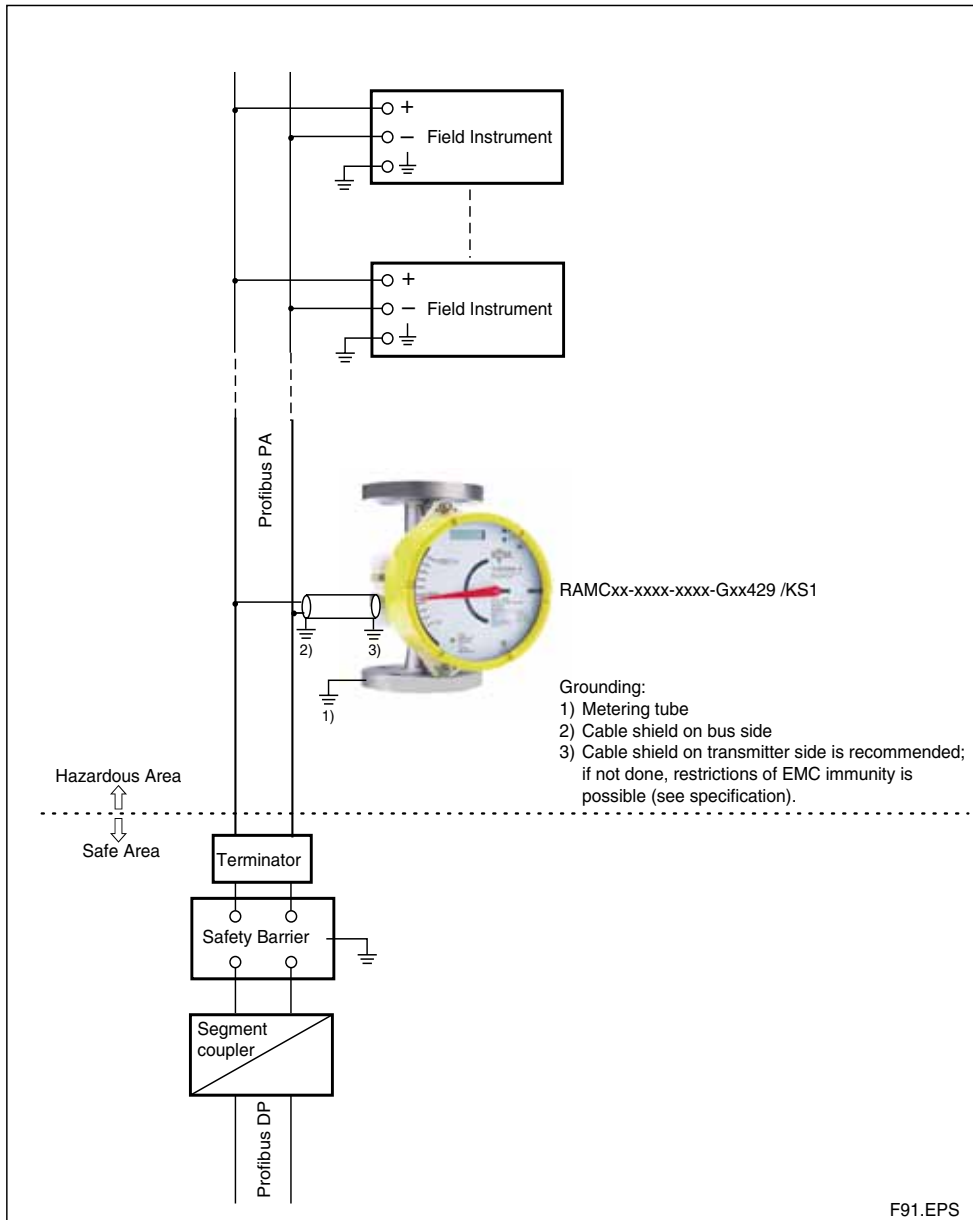 +
− Field Instrument
+
− Field Instrument
Profibus PA
RAMCxx-xxxx-xxxx-Gxx429 /KS1
2)
3)
1)
Grounding:
1) Metering tube
2) Cable shield on bus side
3) Cable shield on transmitter side is recommended;
if not done, restrictions of EMC immunity is
possible (see specification).
Hazardous Area
Safe Area
Terminator
Safety Barrier
Segment
coupler
Profibus DP
F91.EPS